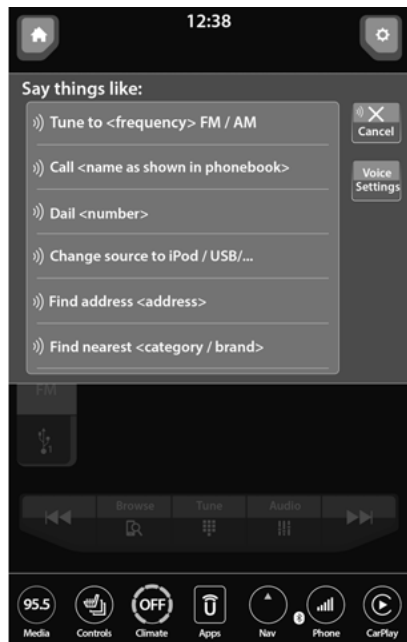 12:38
Say things like:
Tune to <frequency> FM / AM
Cancel
Call <name as shown in phonebook>
Voice
Settings
Dail <number>
Change source to iPod / USB/...
Find address <address>
Find nearest <category / brand>
FM
1
Browse
Tune
Audio
95.5
OFF
Media
Controls
Climate
Apps
Nav
Phone
CarPlay